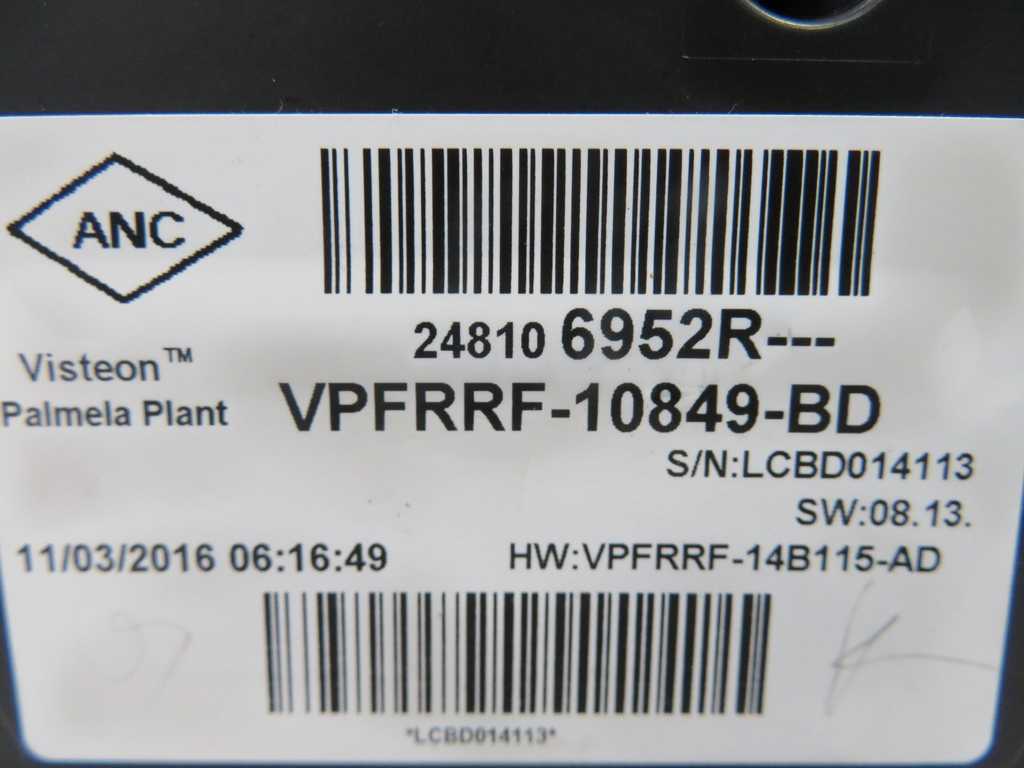 ANC
24810 6952R---
Visteon™
Palmela Plant
VPFRRF-10849-BD
S/N:LCBD014113
SW:08.13.
11/03/2016 06:16:49
HW:VPFRRF-14B115-AD
*LCBD014113*